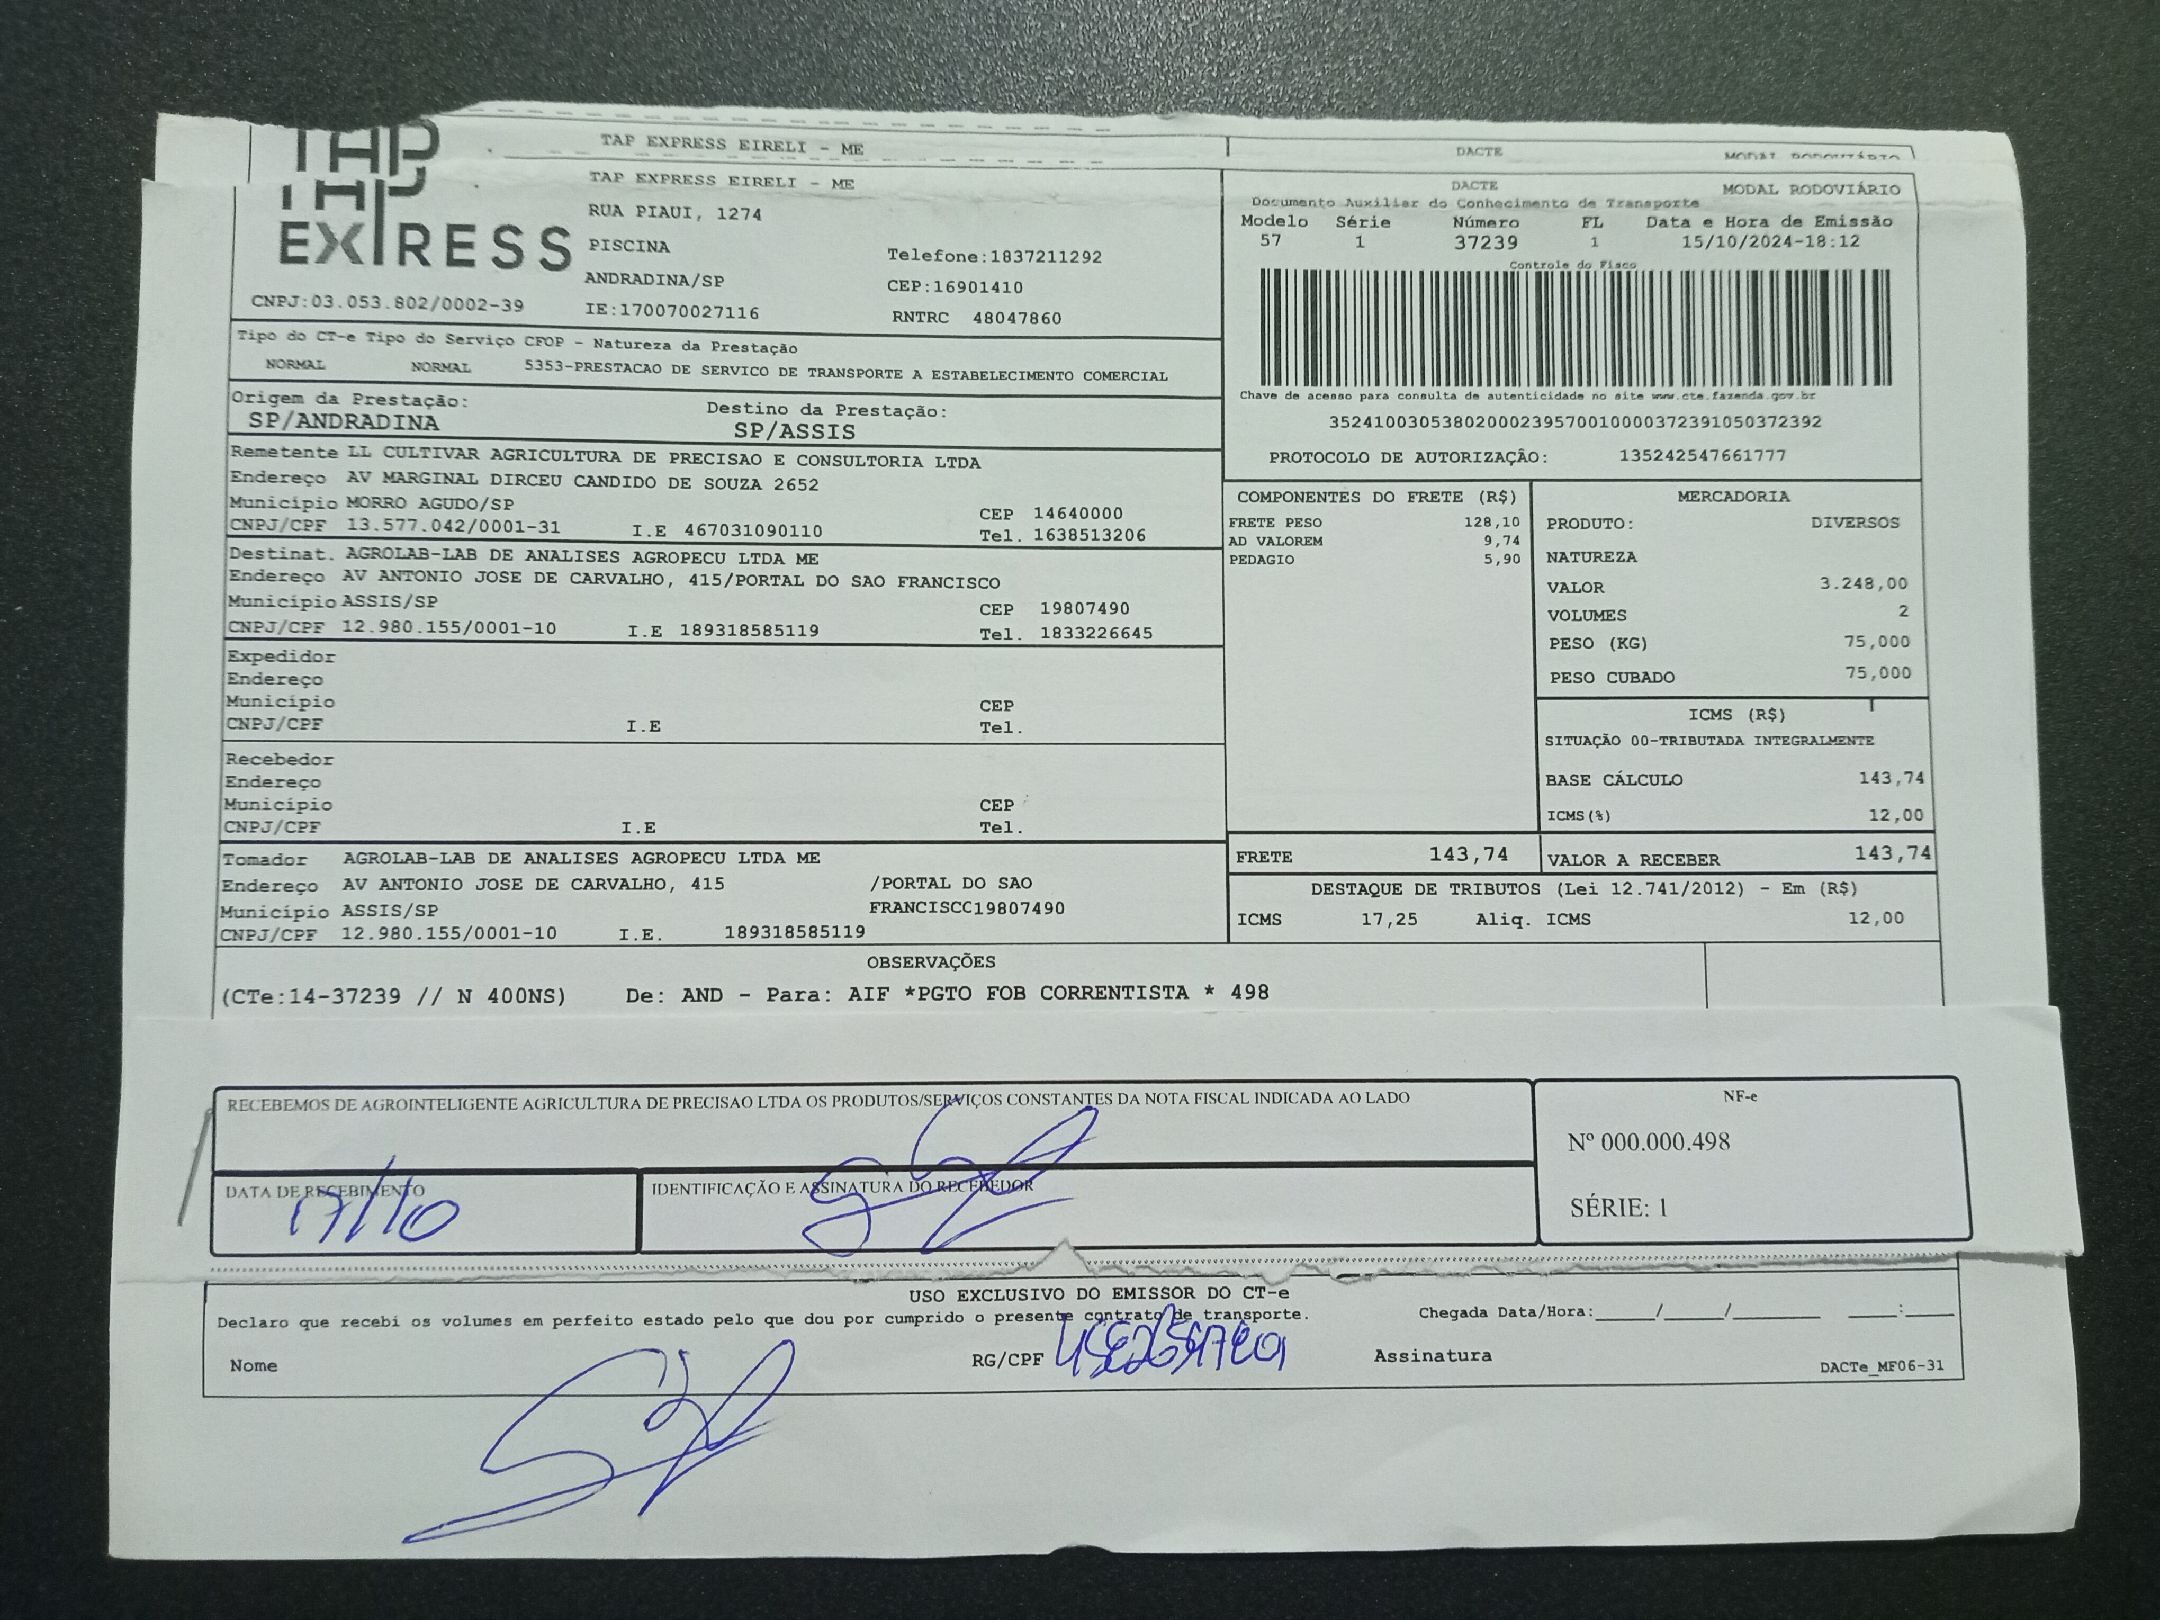 TAP
TAP EXPRESS EIRELI - ME
DACTE
MODAL RODOVIÁRIO
TAP
EXPRESS
CNPJ:03.053.802/0002-39
TAP EXPRESS EIRELI - ME
RUA PIAUI, 1274
PISCINA
Telefone:1837211292
ANDRADINA/SP
CEP:16901410
IE:170070027116
RNTRC 48047860
DACTE
MODAL RODOVIÁRIO
Documento Auxiliar do Conhecimento de Transporte
Modelo Série Número FL Data e Hora de Emissão
57 1 37239 1 15/10/2024-18:12
Controle do Fisco
Chave de acesso para consulta de autenticidade no site www.cte.fazenda.gov.br
35241003053802000239570010000372391050372392
PROTOCOLO DE AUTORIZAÇÃO: 135242547661777
Tipo do CT-e Tipo do Serviço CFOP - Natureza da Prestação
NORMAL NORMAL 5353-PRESTACAO DE SERVICO DE TRANSPORTE A ESTABELECIMENTO COMERCIAL
Origem da Prestação: Destino da Prestação:
SP/ANDRADINA SP/ASSIS
Remetente LL CULTIVAR AGRICULTURA DE PRECISAO E CONSULTORIA LTDA
Endereço AV MARGINAL DIRCEU CANDIDO DE SOUZA 2652
Município MORRO AGUDO/SP CEP 14640000
CNPJ/CPF 13.577.042/0001-31 I.E 467031090110 Tel. 1638513206
Destinat. AGROLAB-LAB DE ANALISES AGROPECU LTDA ME
Endereço AV ANTONIO JOSE DE CARVALHO, 415/PORTAL DO SAO FRANCISCO
Município ASSIS/SP CEP 19807490
CNPJ/CPF 12.980.155/0001-10 I.E 189318585119 Tel. 1833226645
Expedidor
Endereço
Município CEP
CNPJ/CPF I.E Tel.
Recebedor
Endereço
Município CEP
CNPJ/CPF I.E Tel.
Tomador AGROLAB-LAB DE ANALISES AGROPECU LTDA ME
Endereço AV ANTONIO JOSE DE CARVALHO, 415 /PORTAL DO SAO
Município ASSIS/SP FRANCISCC19807490
CNPJ/CPF 12.980.155/0001-10 I.E. 189318585119
COMPONENTES DO FRETE (R$)
FRETE PESO 128,10
AD VALOREM 9,74
PEDAGIO 5,90
MERCADORIA
PRODUTO: DIVERSOS
NATUREZA
VALOR 3.248,00
VOLUMES 2
PESO (KG) 75,000
PESO CUBADO 75,000
ICMS (R$)
SITUAÇÃO 00-TRIBUTADA INTEGRALMENTE
BASE CÁLCULO 143,74
ICMS(%) 12,00
FRETE 143,74 VALOR A RECEBER 143,74
DESTAQUE DE TRIBUTOS (Lei 12.741/2012) - Em (R$)
ICMS 17,25 Aliq. ICMS 12,00
OBSERVAÇÕES
(CTe:14-37239 // N 400NS) De: AND - Para: AIF *PGTO FOB CORRENTISTA * 498
RECEBEMOS DE AGROINTELIGENTE AGRICULTURA DE PRECISAO LTDA OS PRODUTOS/SERVIÇOS CONSTANTES DA NOTA FISCAL INDICADA AO LADO
NF-e
Nº 000.000.498
SÉRIE: 1
DATA DE RECEBIMENTO
17/10
IDENTIFICAÇÃO E ASSINATURA DO RECEBEDOR
USO EXCLUSIVO DO EMISSOR DO CT-e
Declaro que recebi os volumes em perfeito estado pelo que dou por cumprido o presente contrato de transporte.
Chegada Data/Hora:_____/_____/________ ____:____
Nome RG/CPF Assinatura
DACTe_MF06-31